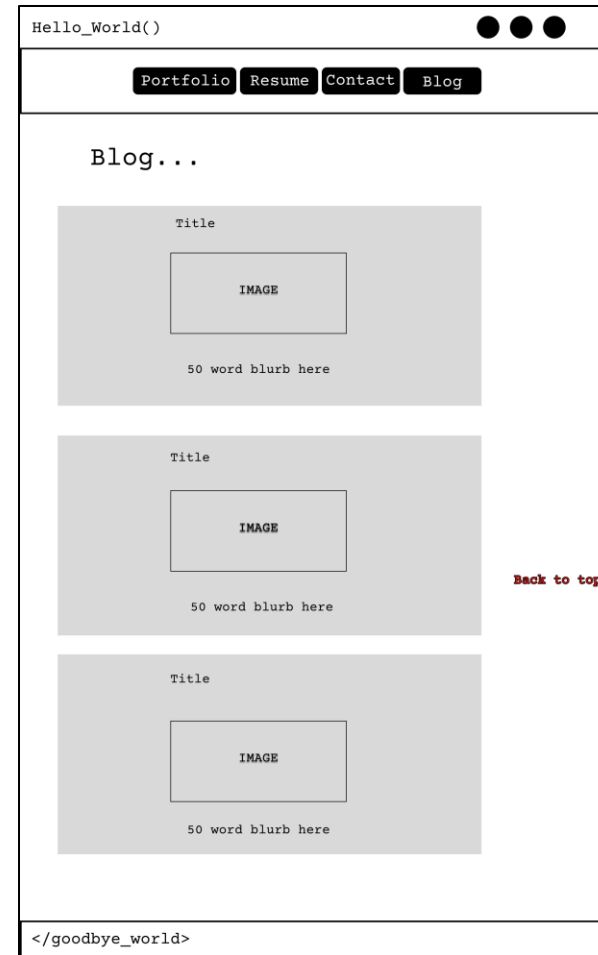 Hello_World()
Portfolio Resume Contact Blog
Blog...
Title
IMAGE
50 word blurb here
Title
IMAGE
Back to top
50 word blurb here
Title
IMAGE
50 word blurb here
</goodbye_world>